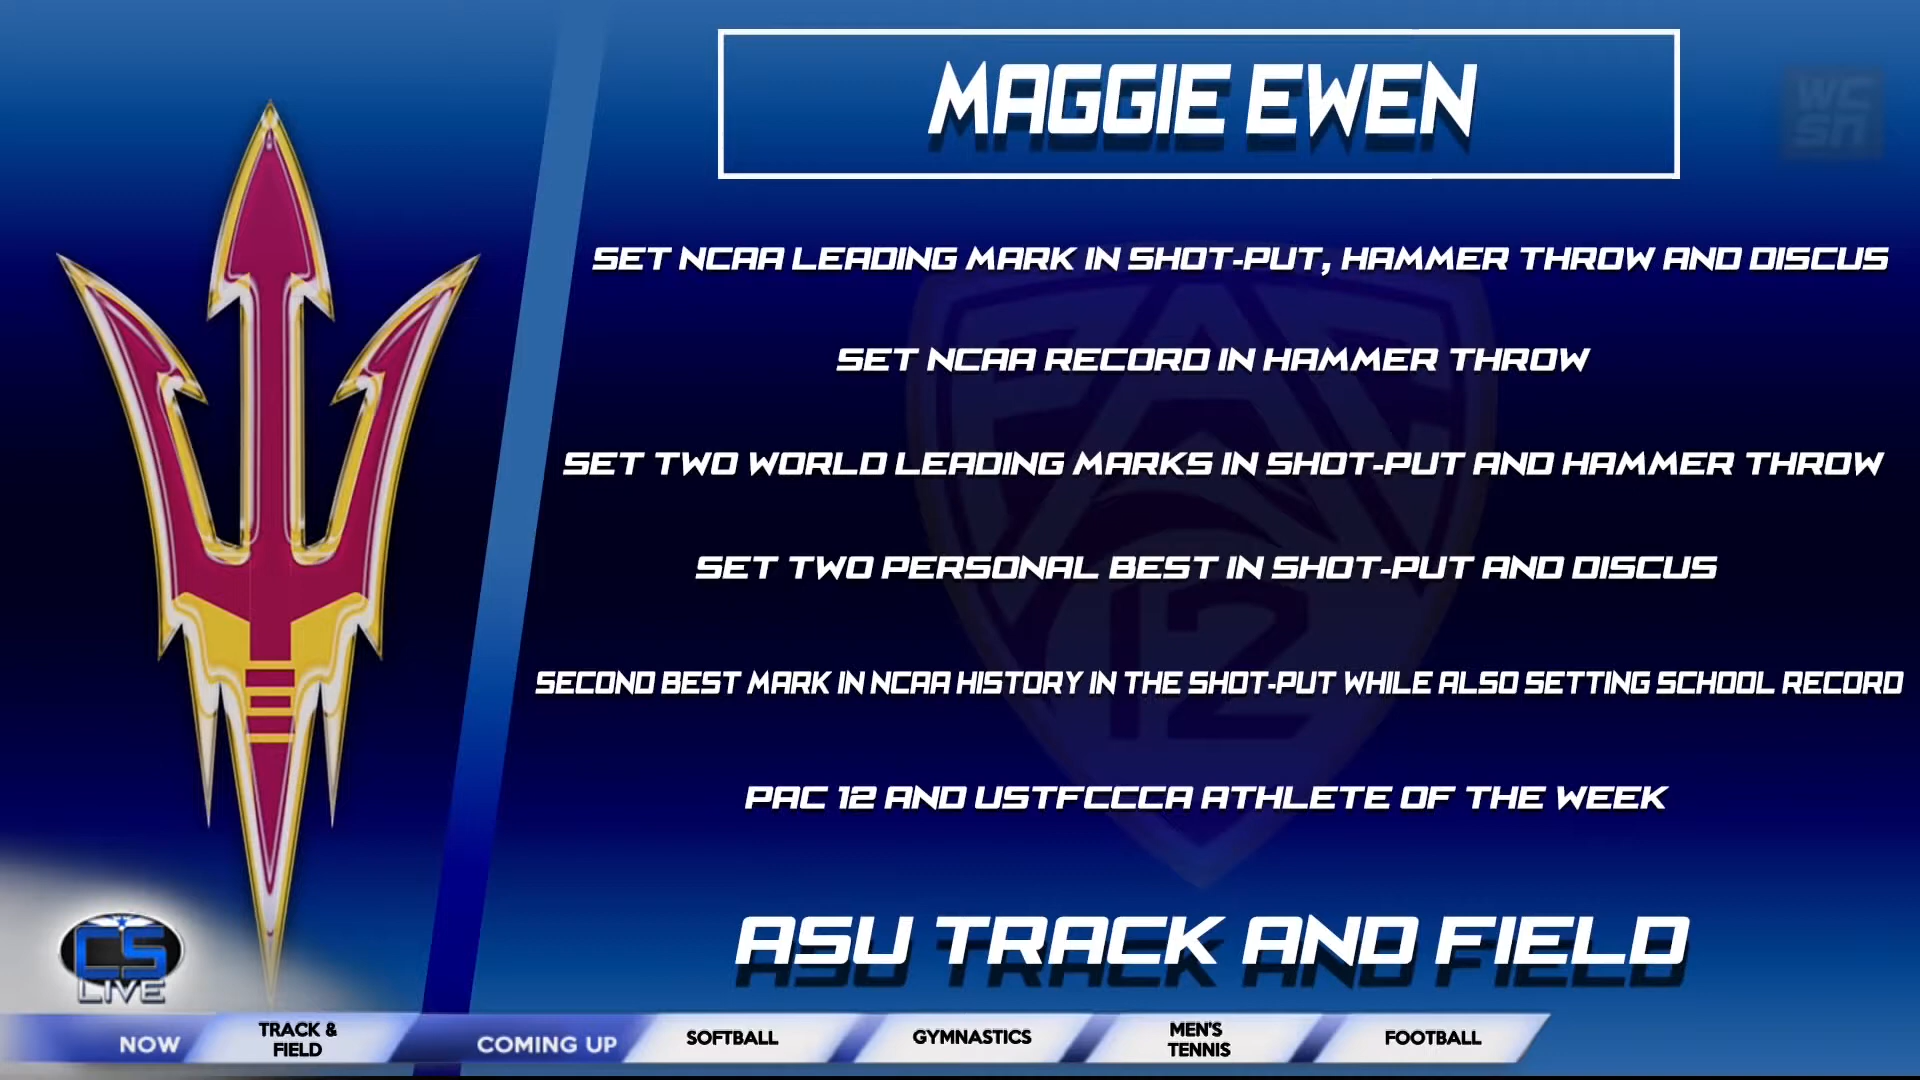 MAGGIE EWEN
WC
SN
SET NCAA LEADING MARK IN SHOT-PUT, HAMMER THROW AND DISCUS
SET NCAA RECORD IN HAMMER THROW
SET TWO WORLD LEADING MARKS IN SHOT-PUT AND HAMMER THROW
SET TWO PERSONAL BEST IN SHOT-PUT AND DISCUS
SECOND BEST MARK IN NCAA HISTORY IN THE SHOT-PUT WHILE ALSO SETTING SCHOOL RECORD
PAC 12 AND USTFCCCA ATHLETE OF THE WEEK
PAC
12
ASU TRACK AND FIELD
CS
LIVE
NOW
TRACK &
FIELD
COMING UP
SOFTBALL
GYMNASTICS
MEN'S
TENNIS
FOOTBALL